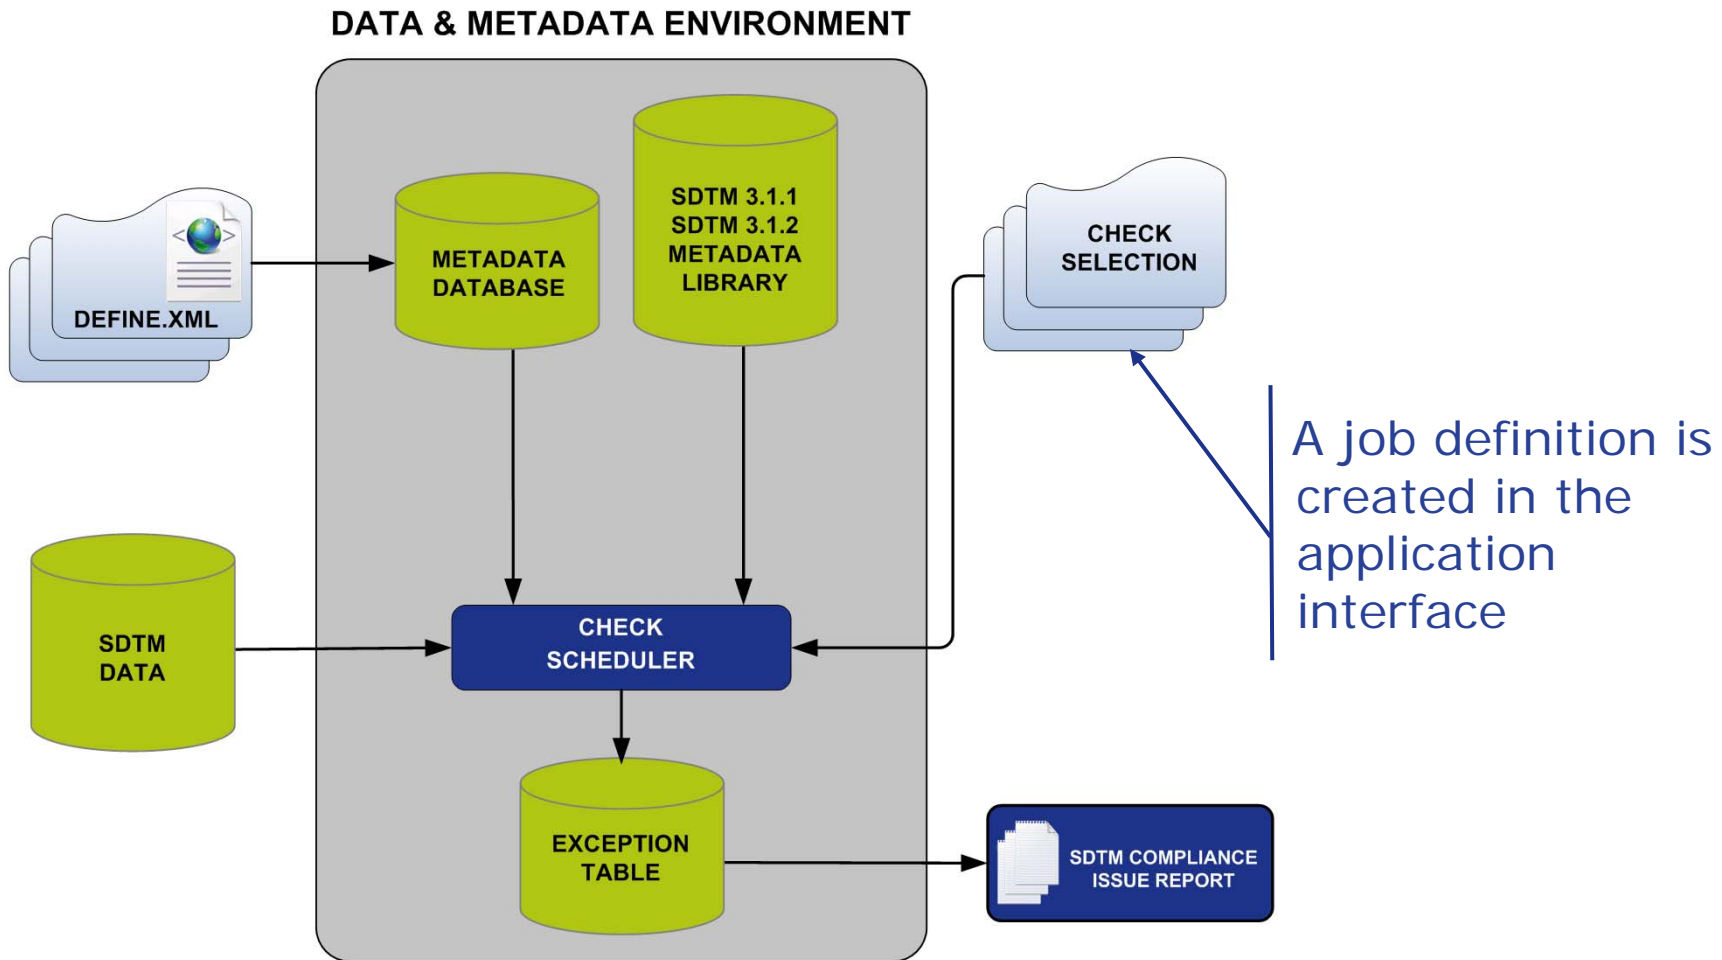 DATA & METADATA ENVIRONMENT
DEFINE.XML
METADATA
DATABASE
SDTM 3.1.1
SDTM 3.1.2
METADATA
LIBRARY
CHECK
SELECTION
A job definition is
created in the
application
interface
SDTM
DATA
CHECK
SCHEDULER
EXCEPTION
TABLE
SDTM COMPLIANCE
ISSUE REPORT